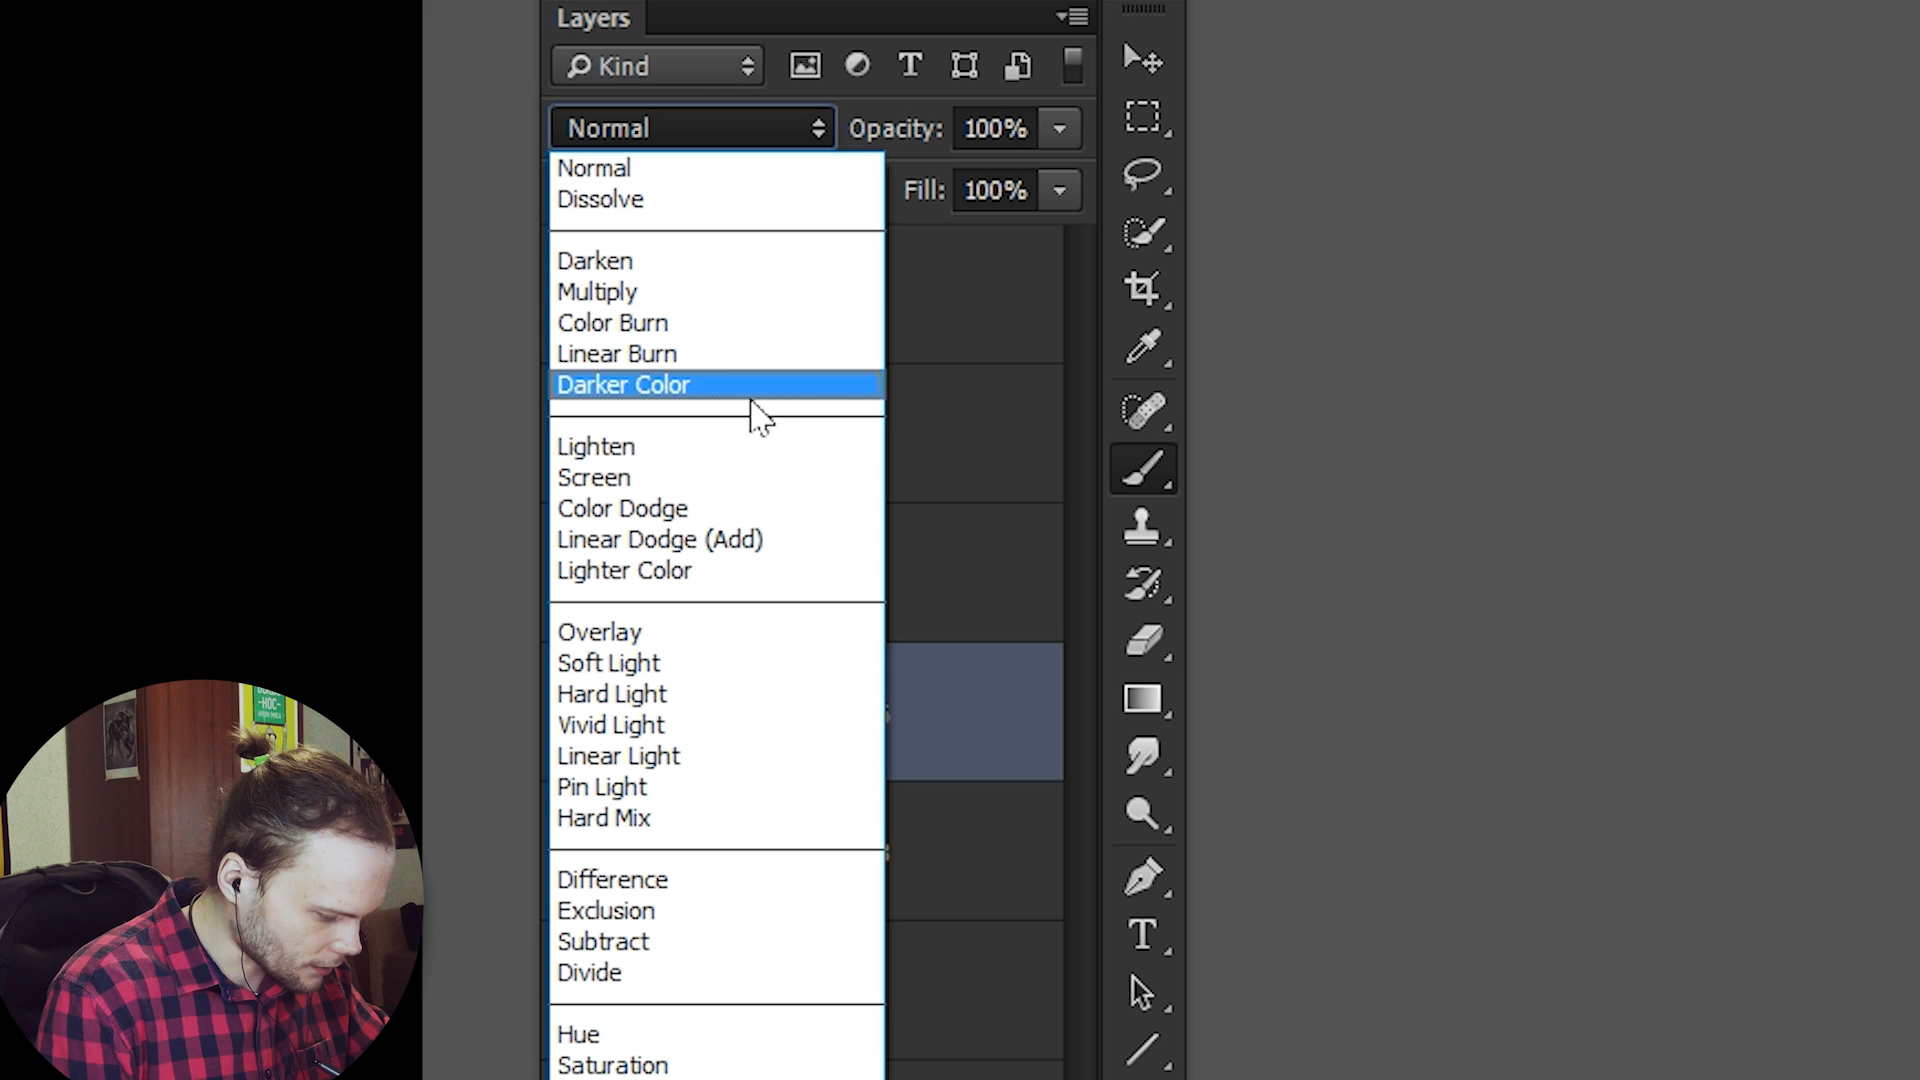 Layers
Kind
Normal
Opacity: 100%
Fill: 100%
Normal
Dissolve
Darken
Multiply
Color Burn
Linear Burn
Darker Color
Lighten
Screen
Color Dodge
Linear Dodge (Add)
Lighter Color
Overlay
Soft Light
Hard Light
Vivid Light
Linear Light
Pin Light
Hard Mix
Difference
Exclusion
Subtract
Divide
Hue
Saturation